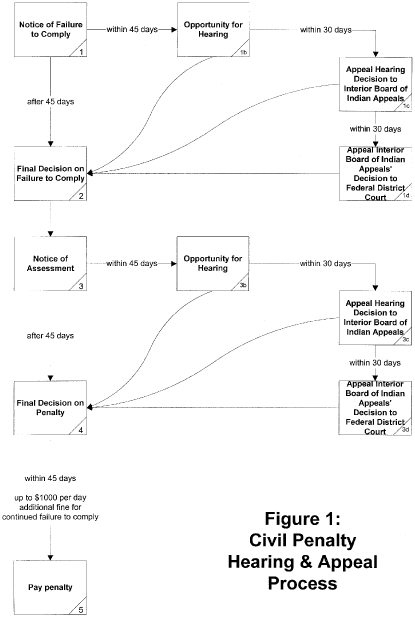 Notice of Failure
to Comply
1
within 45 days
Opportunity for
Hearing
1b
within 30 days
Appeal Hearing
Decision to
Interior Board of
Indian Appeals
1c
after 45 days
within 30 days
Final Decision on
Failure to Comply
2
Appeal Interior
Board of Indian
Appeals'
Decision to
Federal District
Court
1d
Notice of
Assessment
3
within 45 days
Opportunity for
Hearing
3b
within 30 days
Appeal Hearing
Decision to
Interior Board of
Indian Appeals
3c
after 45 days
within 30 days
Final Decision on
Penalty
4
Appeal Interior
Board of Indian
Appeals'
Decision to
Federal District
Court
3d
within 45 days
up to $1000 per day
additional fine for
continued failure to comply
Pay penalty
5
Figure 1:
Civil Penalty
Hearing & Appeal
Process